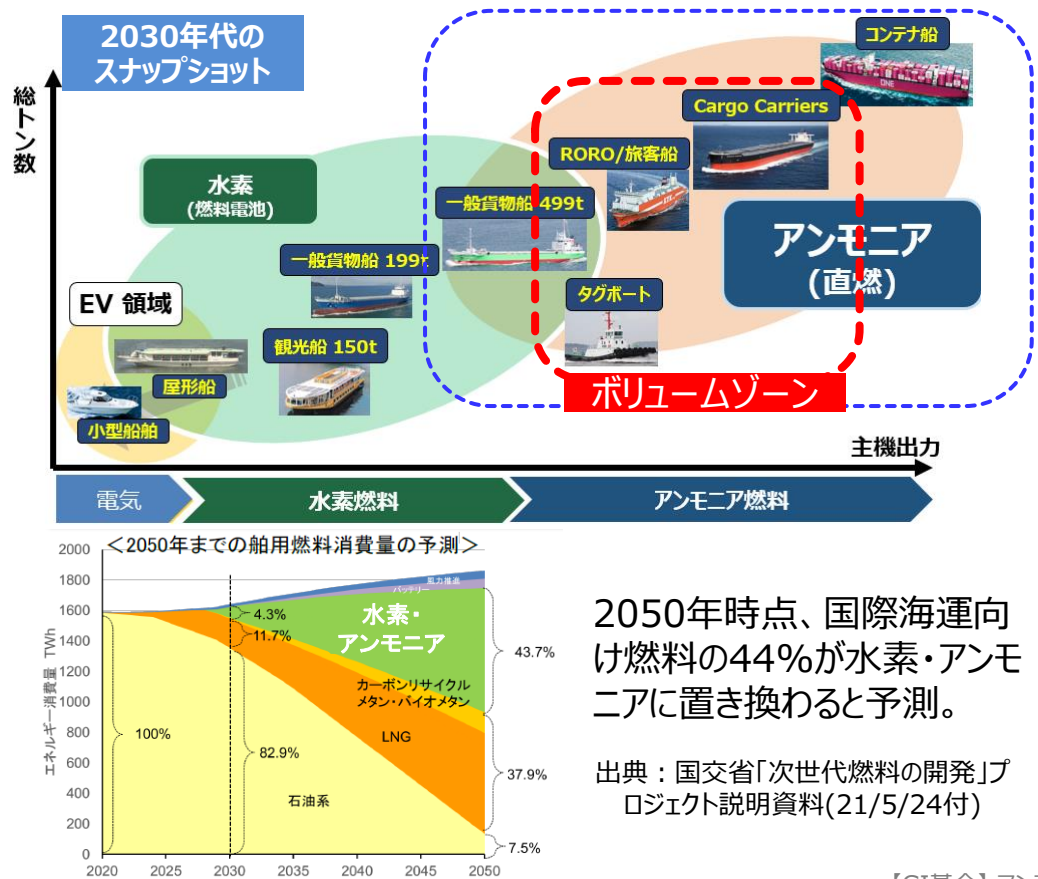 2030年代の
スナップショット
総トン数
コンテナ船
Cargo Carriers
RORO/旅客船
水素
(燃料電池)
一般貨物船 499t
アンモニア
(直燃)
一般貨物船 199t
タグボート
EV 領域
観光船 150t
屋形船
ボリュームゾーン
小型船舶
主機出力
電気
水素燃料
アンモニア燃料
<2050年までの舶用燃料消費量の予測>
エネルギー消費量 TWh
2000
1800
1600
1400
1200
1000
800
600
400
200
0
2020 2025 2030 2035 2040 2045 2050
風力推進
バッテリー
4.3%
水素・
アンモニア
11.7%
43.7%
カーボンリサイクル
メタン・バイオメタン
LNG
100%
82.9%
37.9%
石油系
7.5%
2050年時点、国際海運向
け燃料の44%が水素・アンモ
ニアに置き換わると予測。
出典:国交省「次世代燃料の開発」プ
ロジェクト説明資料(21/5/24付)